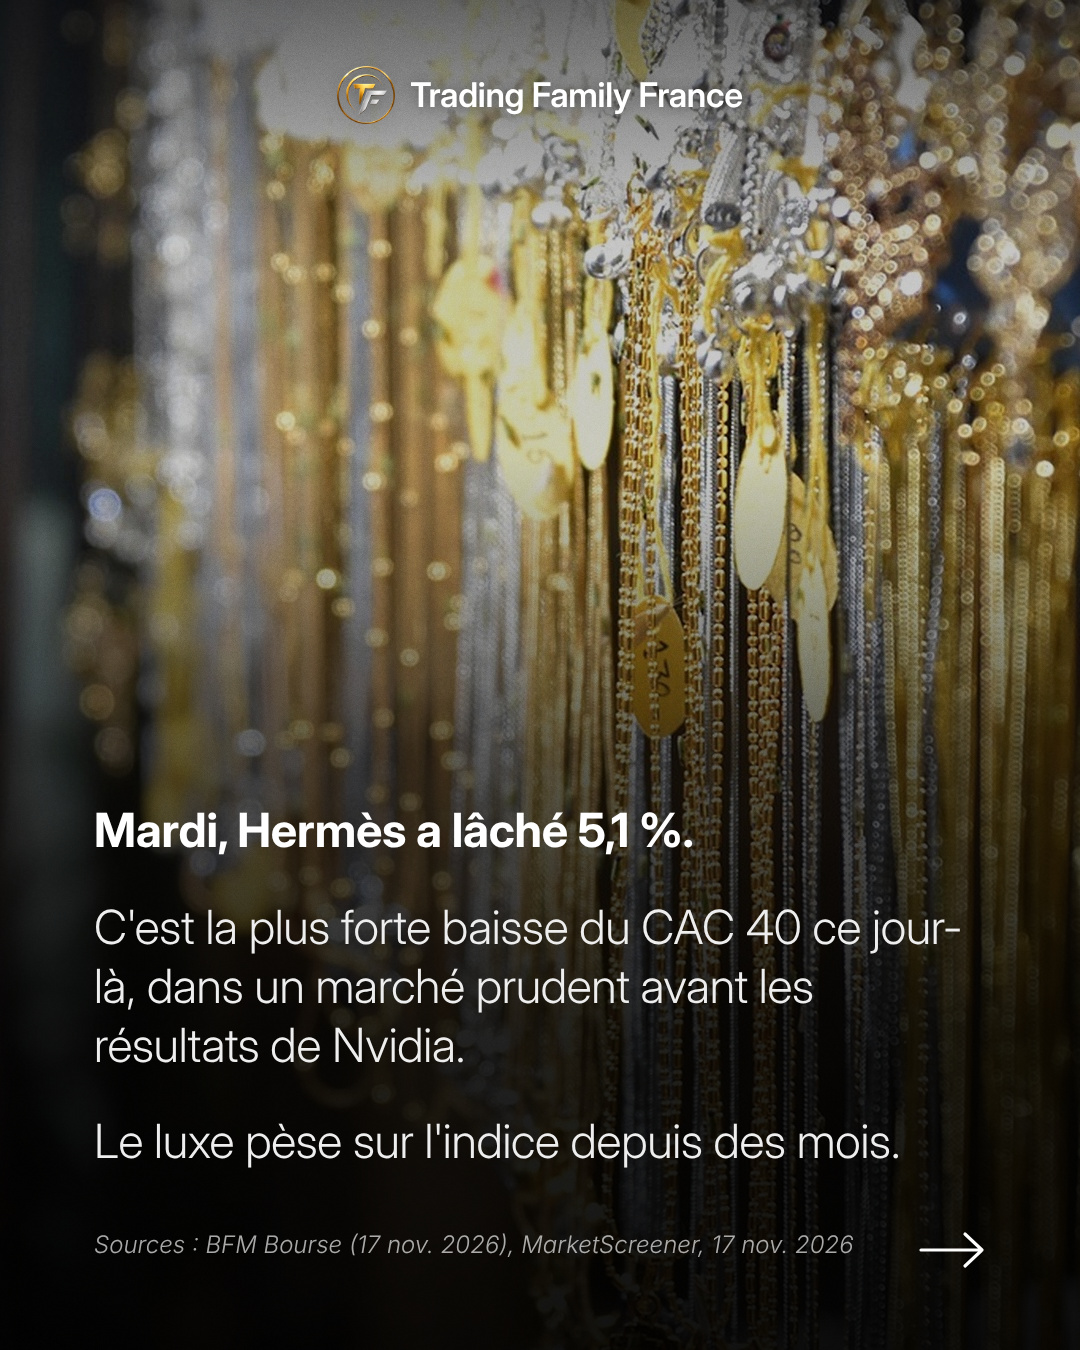 TF Trading Family France
Mardi, Hermès a lâché 5,1 %.
C'est la plus forte baisse du CAC 40 ce jour-
là, dans un marché prudent avant les
résultats de Nvidia.
Le luxe pèse sur l'indice depuis des mois.
Sources : BFM Bourse (17 nov. 2026), MarketScreener, 17 nov. 2026